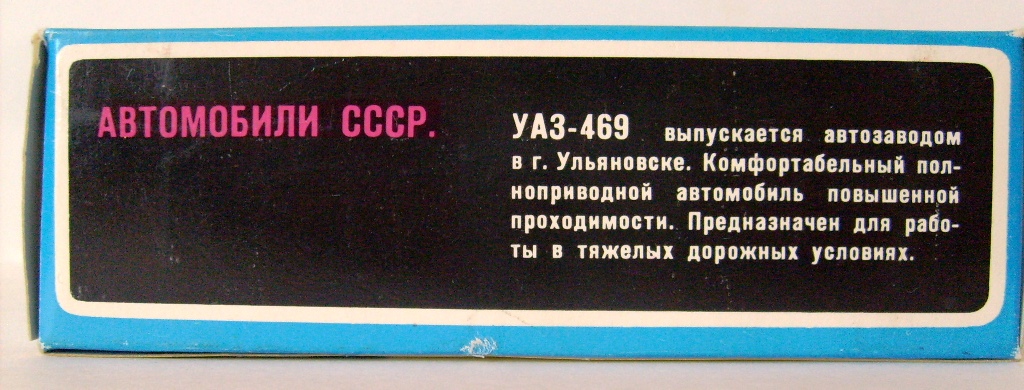 АВТОМОБИЛИ СССР.
УАЗ-469 выпускается автозаводом
в г. Ульяновске. Комфортабельный пол-
ноприводной автомобиль повышенной
проходимости. Предназначен для рабо-
ты в тяжелых дорожных условиях.